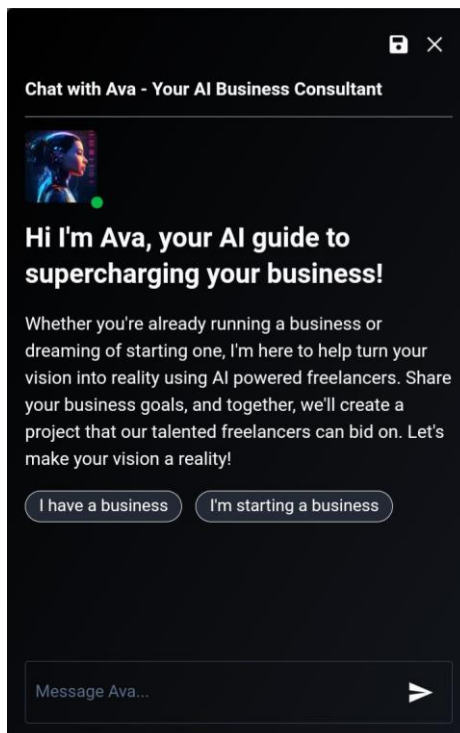 Chat with Ava - Your AI Business Consultant
Hi I'm Ava, your AI guide to
supercharging your business!
Whether you're already running a business or
dreaming of starting one, I'm here to help turn your
vision into reality using AI powered freelancers. Share
your business goals, and together, we'll create a
project that our talented freelancers can bid on. Let's
make your vision a reality!
I have a business
I'm starting a business
Message Ava...